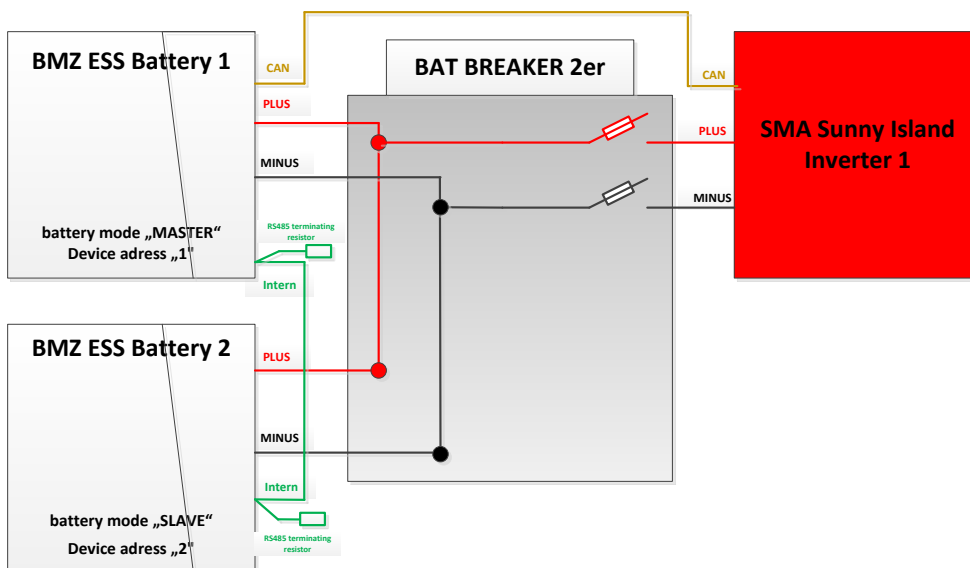 BMZ ESS Battery 1
CAN
PLUS
MINUS
battery mode „MASTER“
Device adress „1"
RS485 terminating
resistor
Intern
BAT BREAKER 2er
CAN
PLUS
MINUS
SMA Sunny Island
Inverter 1
BMZ ESS Battery 2
PLUS
MINUS
Intern
battery mode „SLAVE“
Device adress „2"
RS485 terminating
resistor